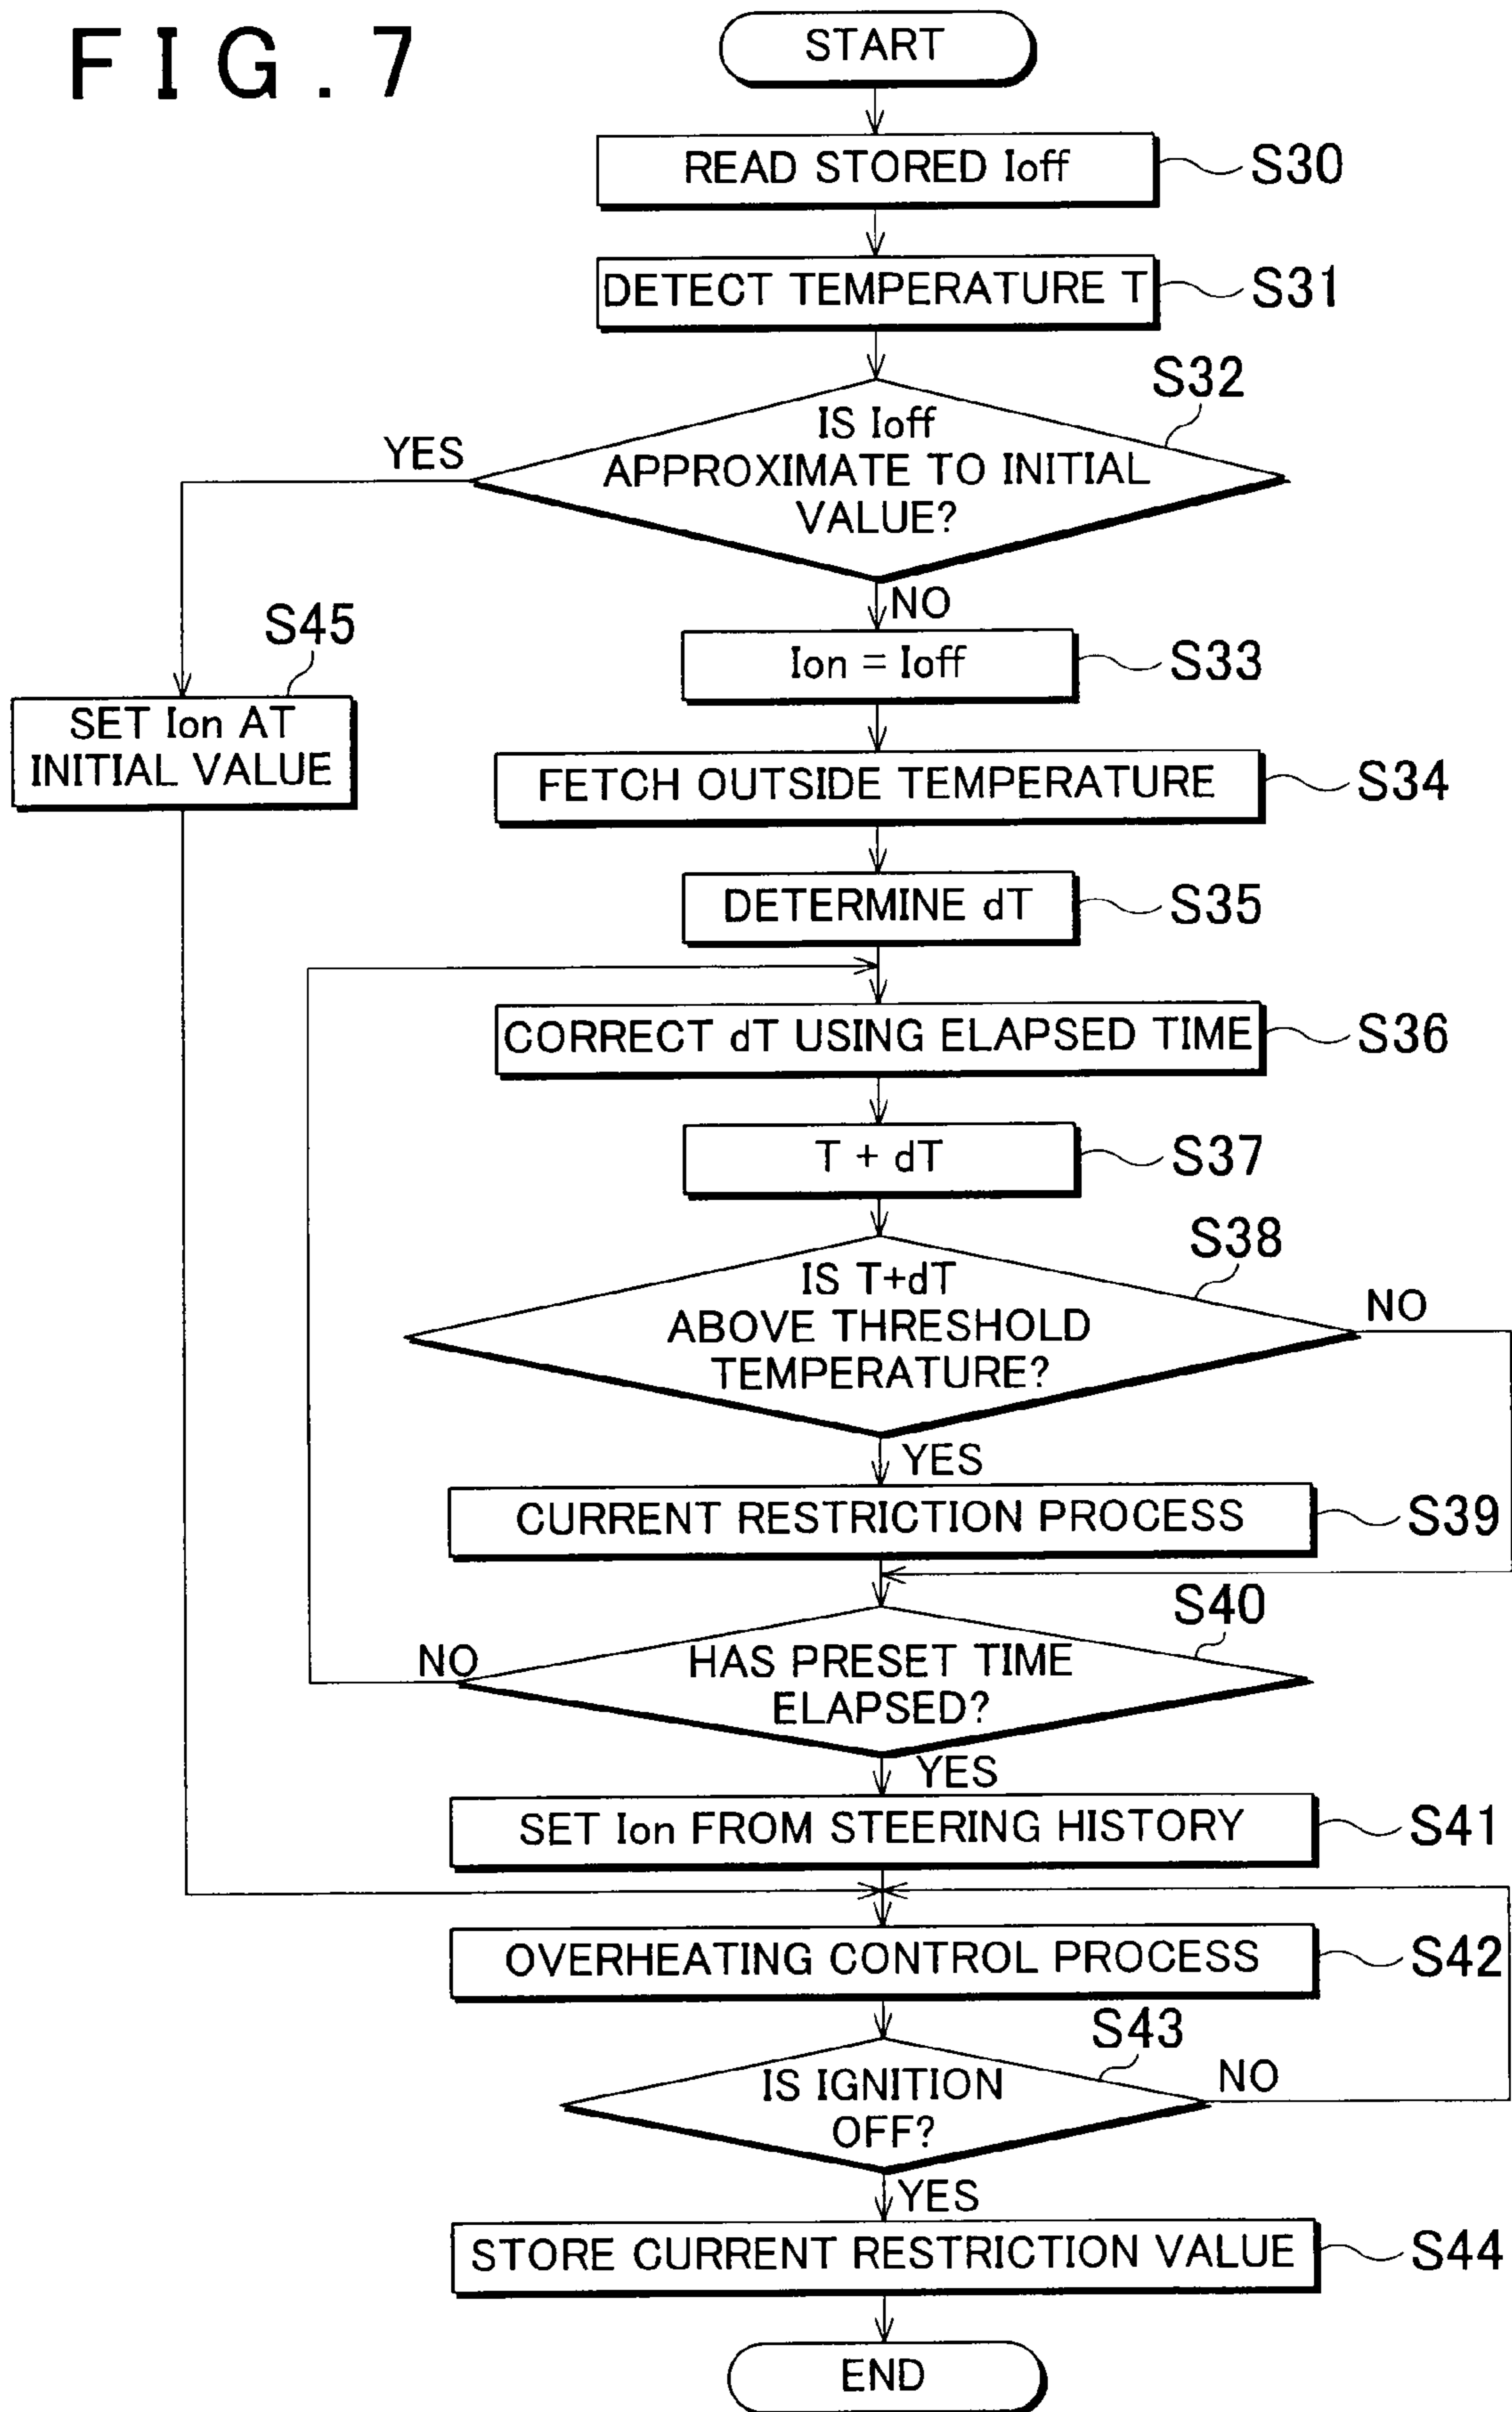 FIG. 7
START
READ STORED Ioff
S30
DETECT TEMPERATURE T
S31
S32
IS Ioff
APPROXIMATE TO INITIAL
VALUE?
YES
NO
S45
SET Ion AT
INITIAL VALUE
Ion = Ioff
S33
FETCH OUTSIDE TEMPERATURE
S34
DETERMINE dT
S35
CORRECT dT USING ELAPSED TIME
S36
T + dT
S37
S38
IS T+dT
ABOVE THRESHOLD
TEMPERATURE?
NO
YES
CURRENT RESTRICTION PROCESS
S39
S40
HAS PRESET TIME
ELAPSED?
NO
YES
SET Ion FROM STEERING HISTORY
S41
OVERHEATING CONTROL PROCESS
S42
S43
IS IGNITION
OFF?
NO
YES
STORE CURRENT RESTRICTION VALUE
S44
END